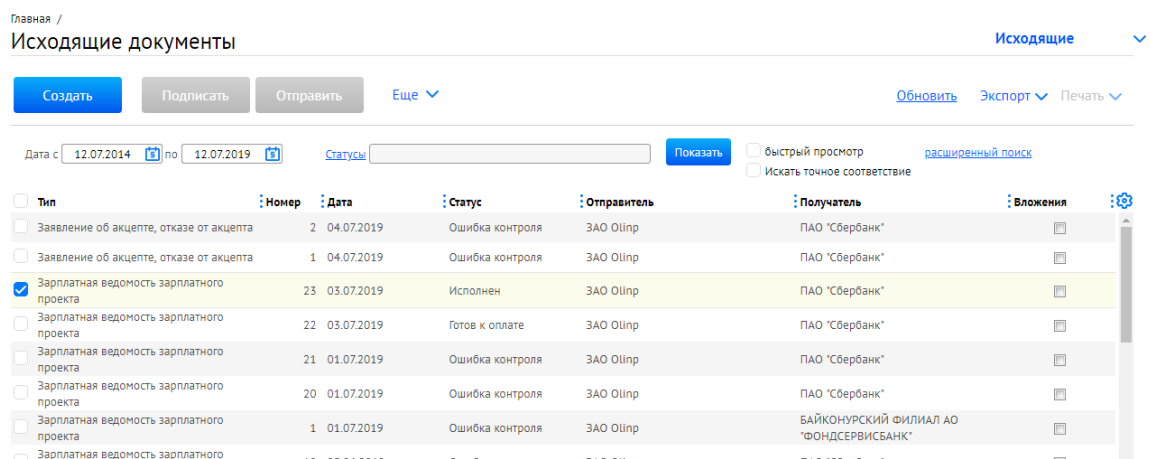 Главная /
Исходящие документы
Исходящие
Создать Подписать Отправить Еще Обновить Экспорт Печать
Дата с 12.07.2014 по 12.07.2019 Статусы Показать быстрый просмотр расширенный поиск
Искать точное соответствие
Тип Номер Дата Статус Отправитель Получатель Вложения
Заявление об акцепте, отказе от акцепта 2 04.07.2019 Ошибка контроля ЗАО Olinp ПАО "Сбербанк"
Заявление об акцепте, отказе от акцепта 1 04.07.2019 Ошибка контроля ЗАО Olinp ПАО "Сбербанк"
Зарплатная ведомость зарплатного
проекта 23 03.07.2019 Исполнен ЗАО Olinp ПАО "Сбербанк"
Зарплатная ведомость зарплатного
проекта 22 03.07.2019 Готов к оплате ЗАО Olinp ПАО "Сбербанк"
Зарплатная ведомость зарплатного
проекта 21 01.07.2019 Ошибка контроля ЗАО Olinp ПАО "Сбербанк"
Зарплатная ведомость зарплатного
проекта 20 01.07.2019 Ошибка контроля ЗАО Olinp ПАО "Сбербанк"
Зарплатная ведомость зарплатного БАЙКОНУРСКИЙ ФИЛИАЛ АО
проекта 1 01.07.2019 Ошибка контроля ЗАО Olinp "ФОНДСЕРВИСБАНК"
Зарплатная ведомость зарплатного